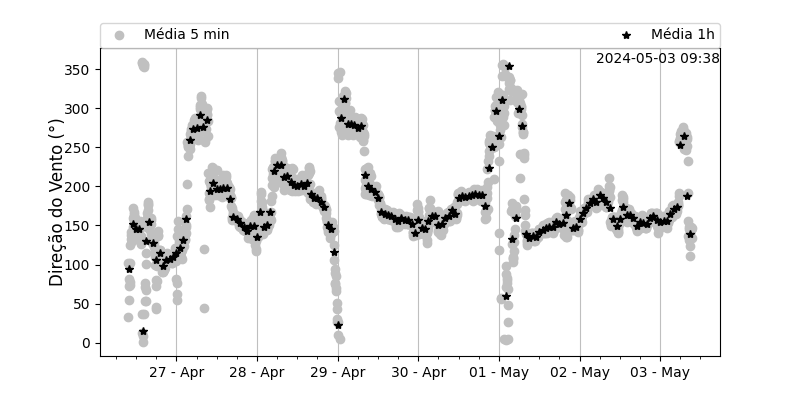 Média 5 min
Média 1h
2024-05-03 09:38
Direção do Vento (°)
350
300
250
200
150
100
50
0
27 - Apr
28 - Apr
29 - Apr
30 - Apr
01 - May
02 - May
03 - May